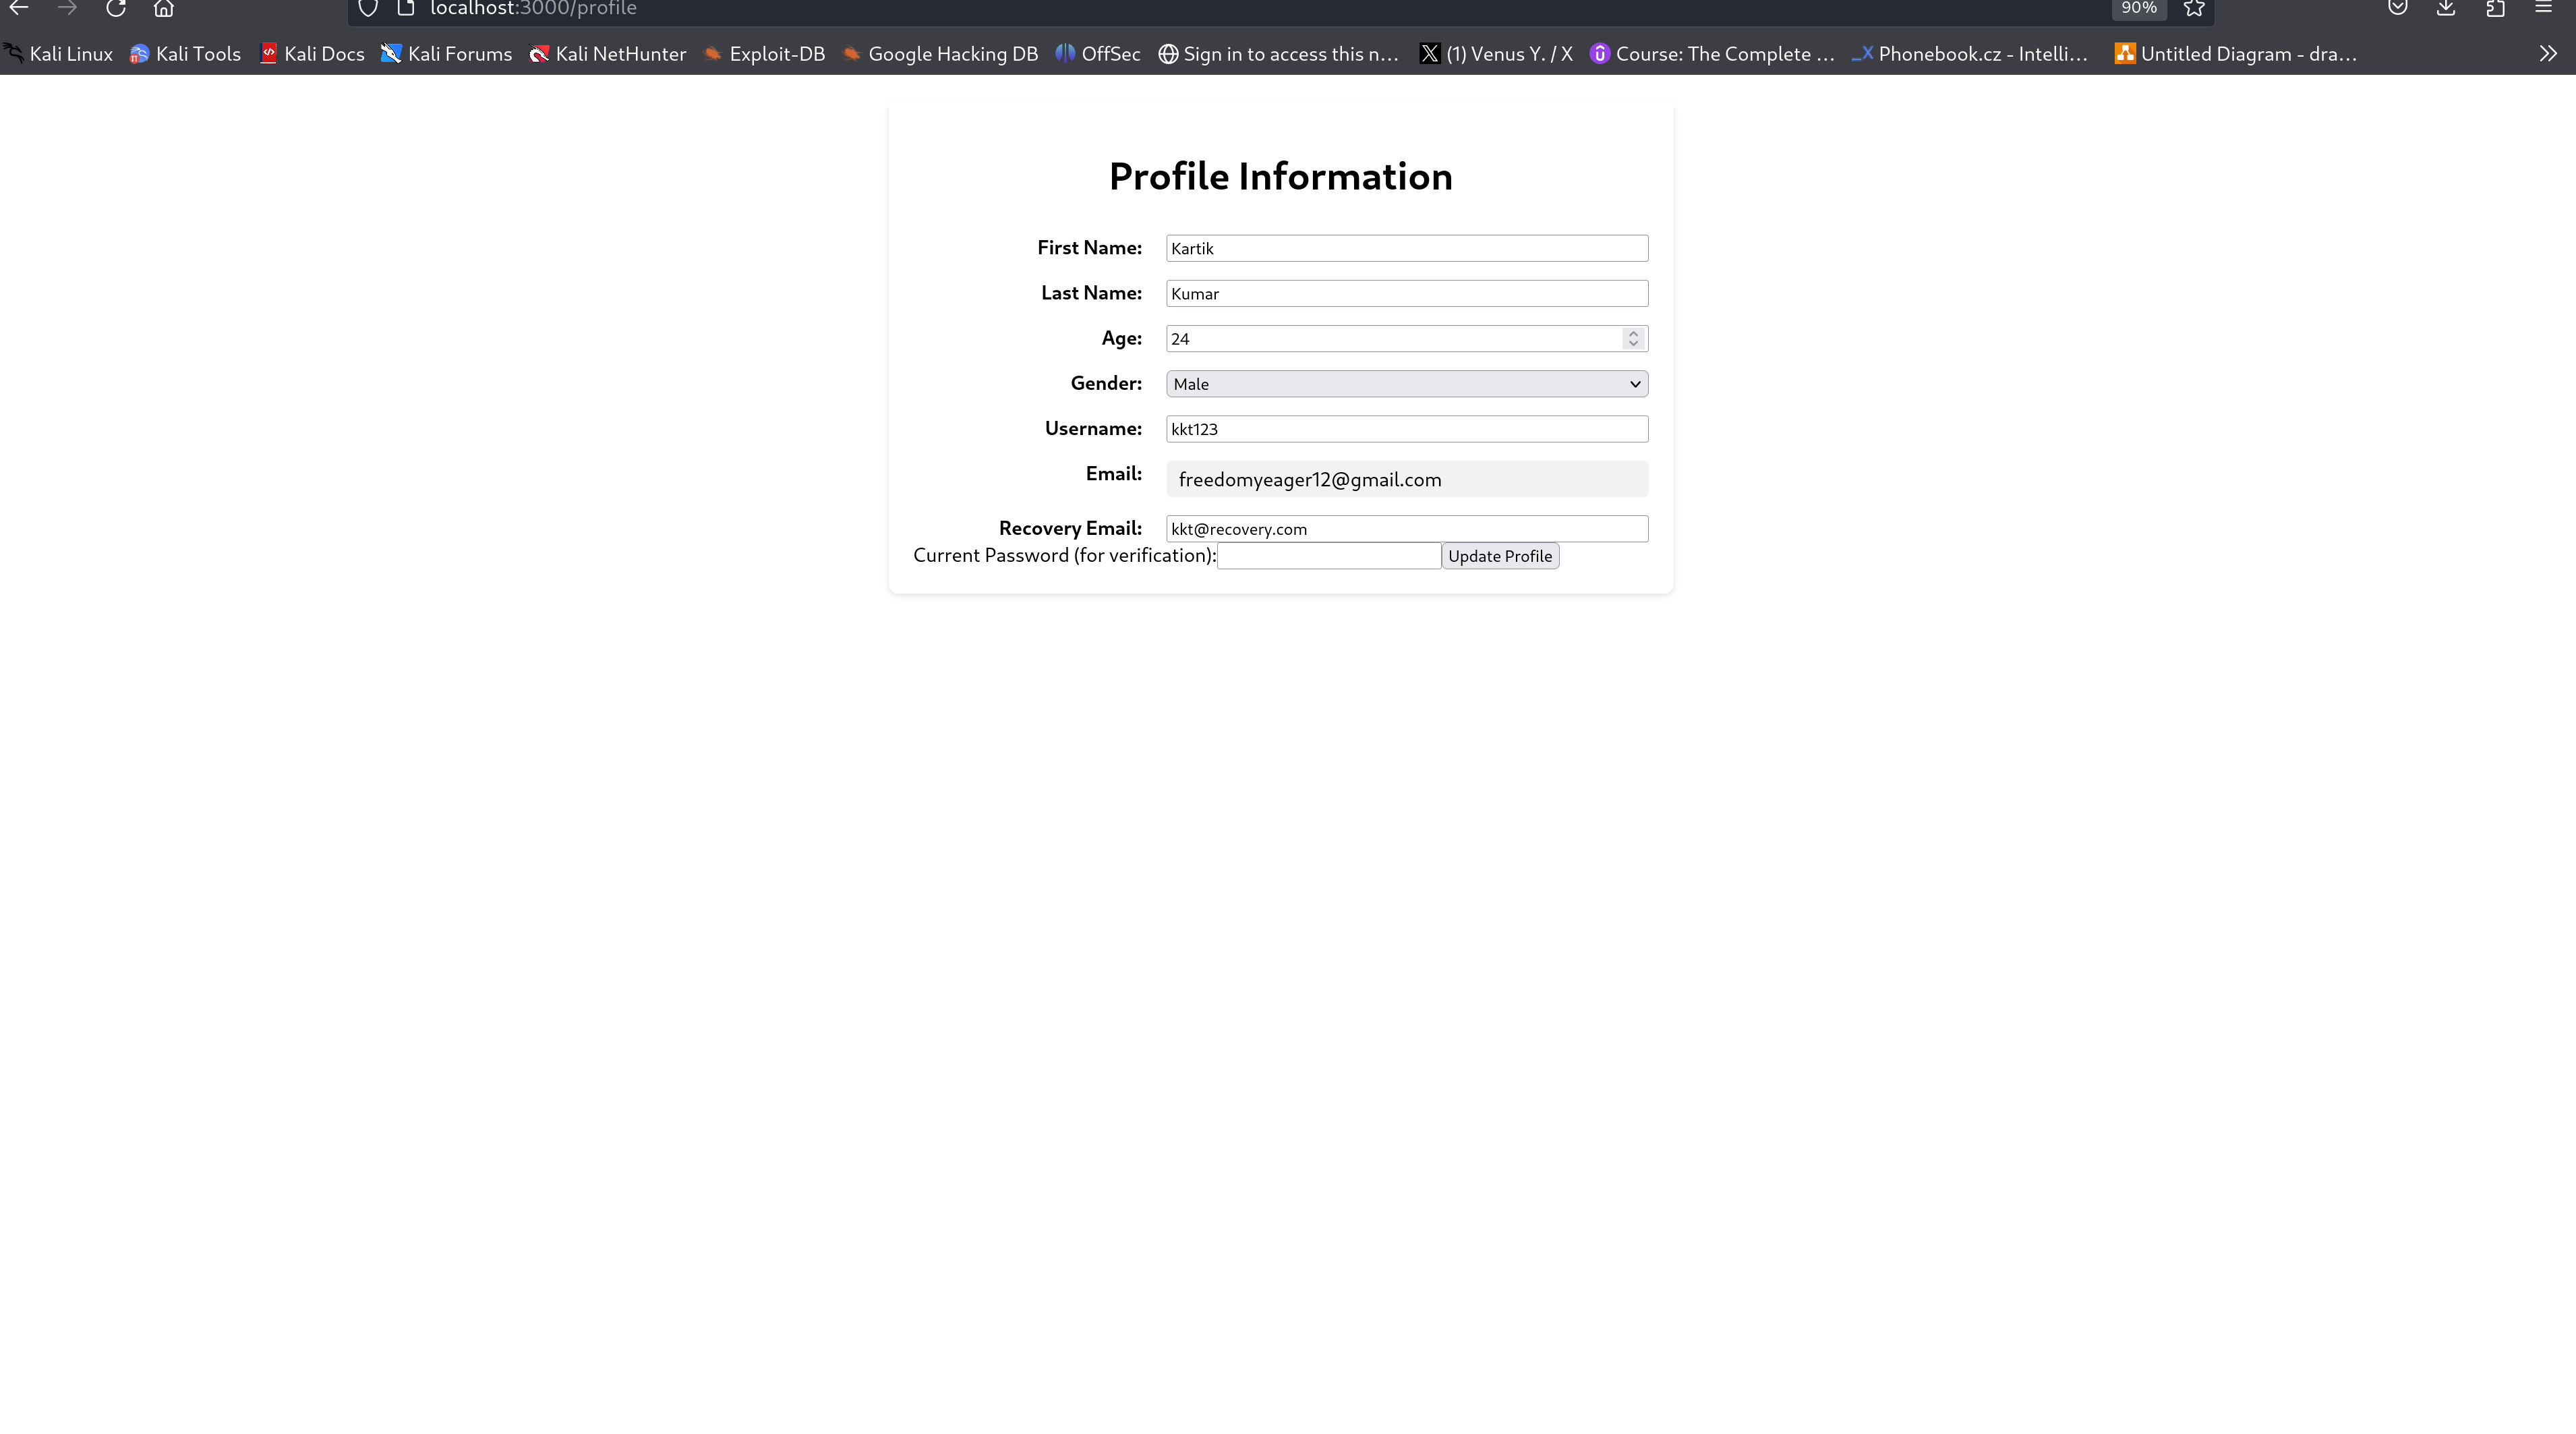 localhost:3000/profile 90%
Kali Linux Kali Tools Kali Docs Kali Forums Kali NetHunter Exploit-DB Google Hacking DB OffSec Sign in to access this n... (1) Venus Y. / X Course: The Complete ... Phonebook.cz - Intelli... Untitled Diagram - dra...
Profile Information
First Name: Kartik
Last Name: Kumar
Age: 24
Gender: Male
Username: kkt123
Email: freedomyeager12@gmail.com
Recovery Email: kkt@recovery.com
Current Password (for verification): Update Profile